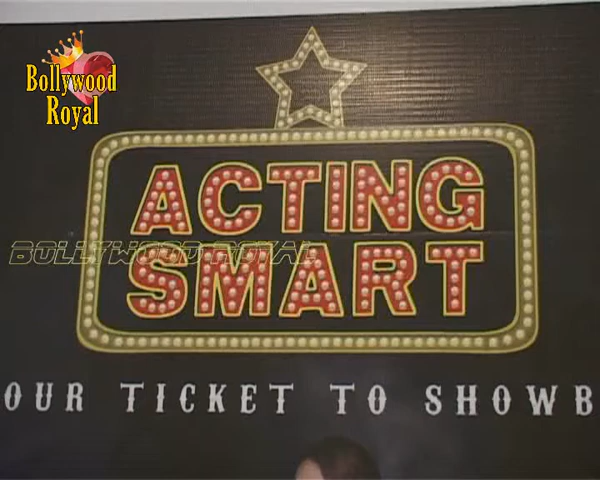 Bollywood
Royal
ACTING
BOLLYWOOD ROYAL
SMART
OUR TICKET TO SHOWB